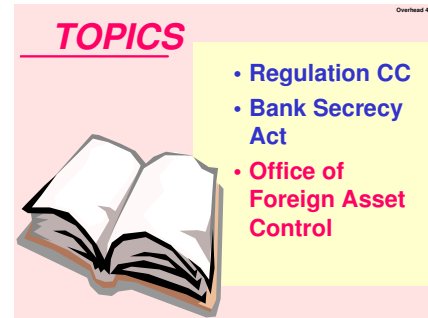 Overhead 4
TOPICS
• Regulation CC
• Bank Secrecy
Act
• Office of
Foreign Asset
Control